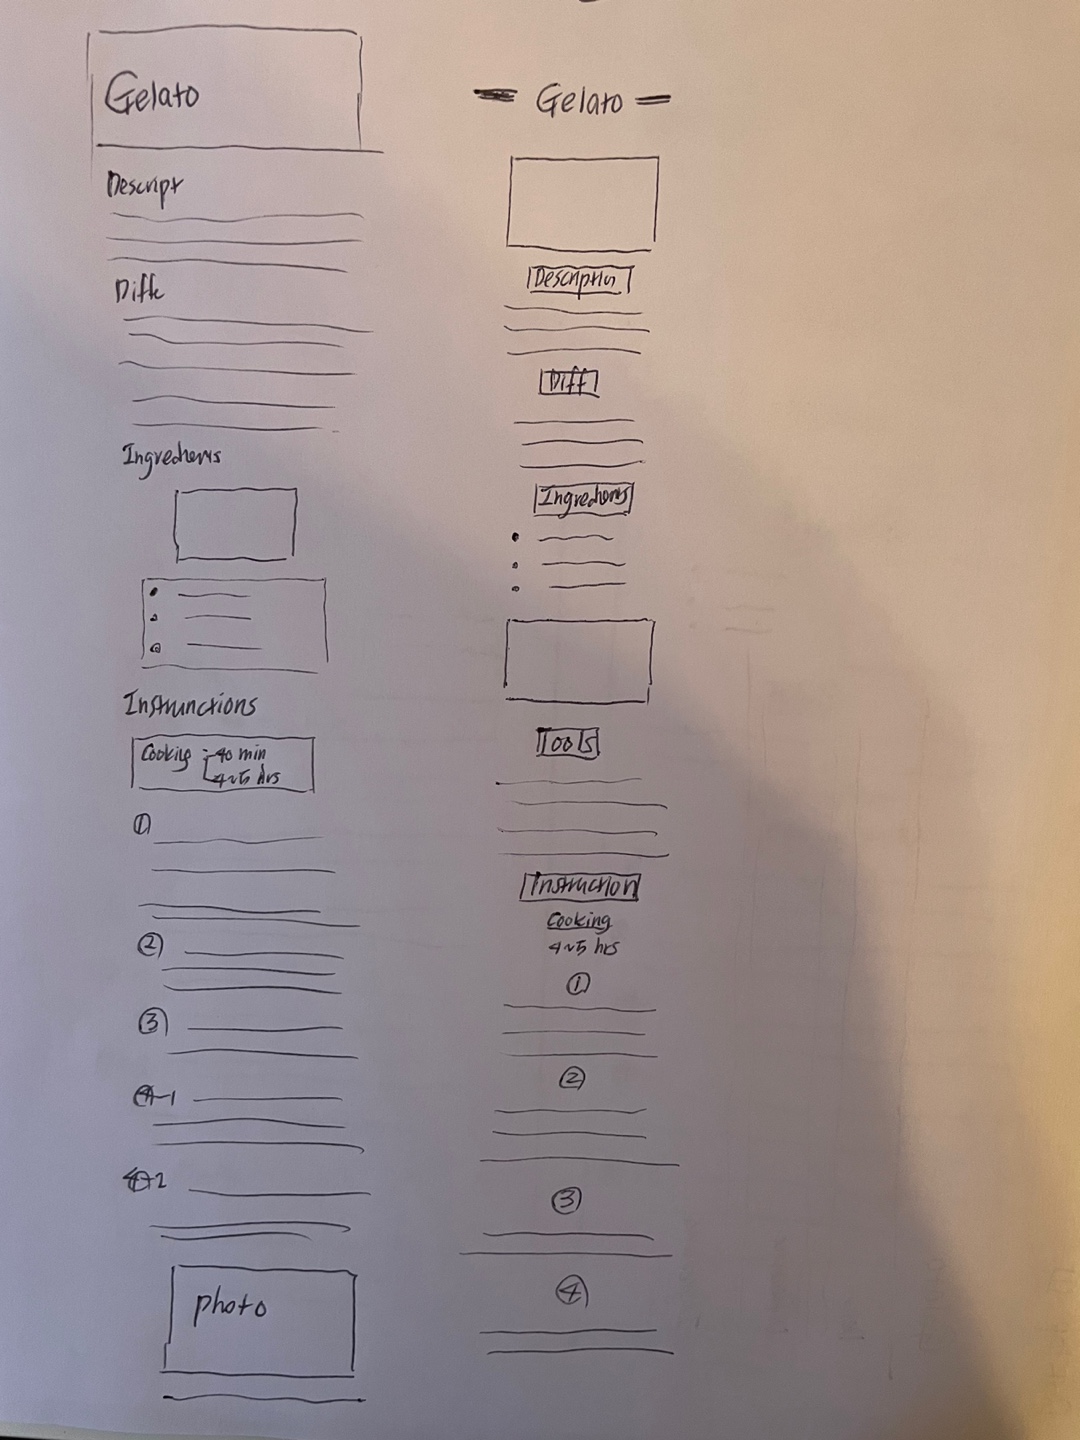 Gelato
Descript
Diffc
Ingredients
Instrunctions
Cooking : 40 min
4~5 hrs
①
②
③
④-1
④-2
photo
Gelato
Description
Diff
Ingredients
Tools
Instruction
Cooking
4~5 hrs
①
②
③
④